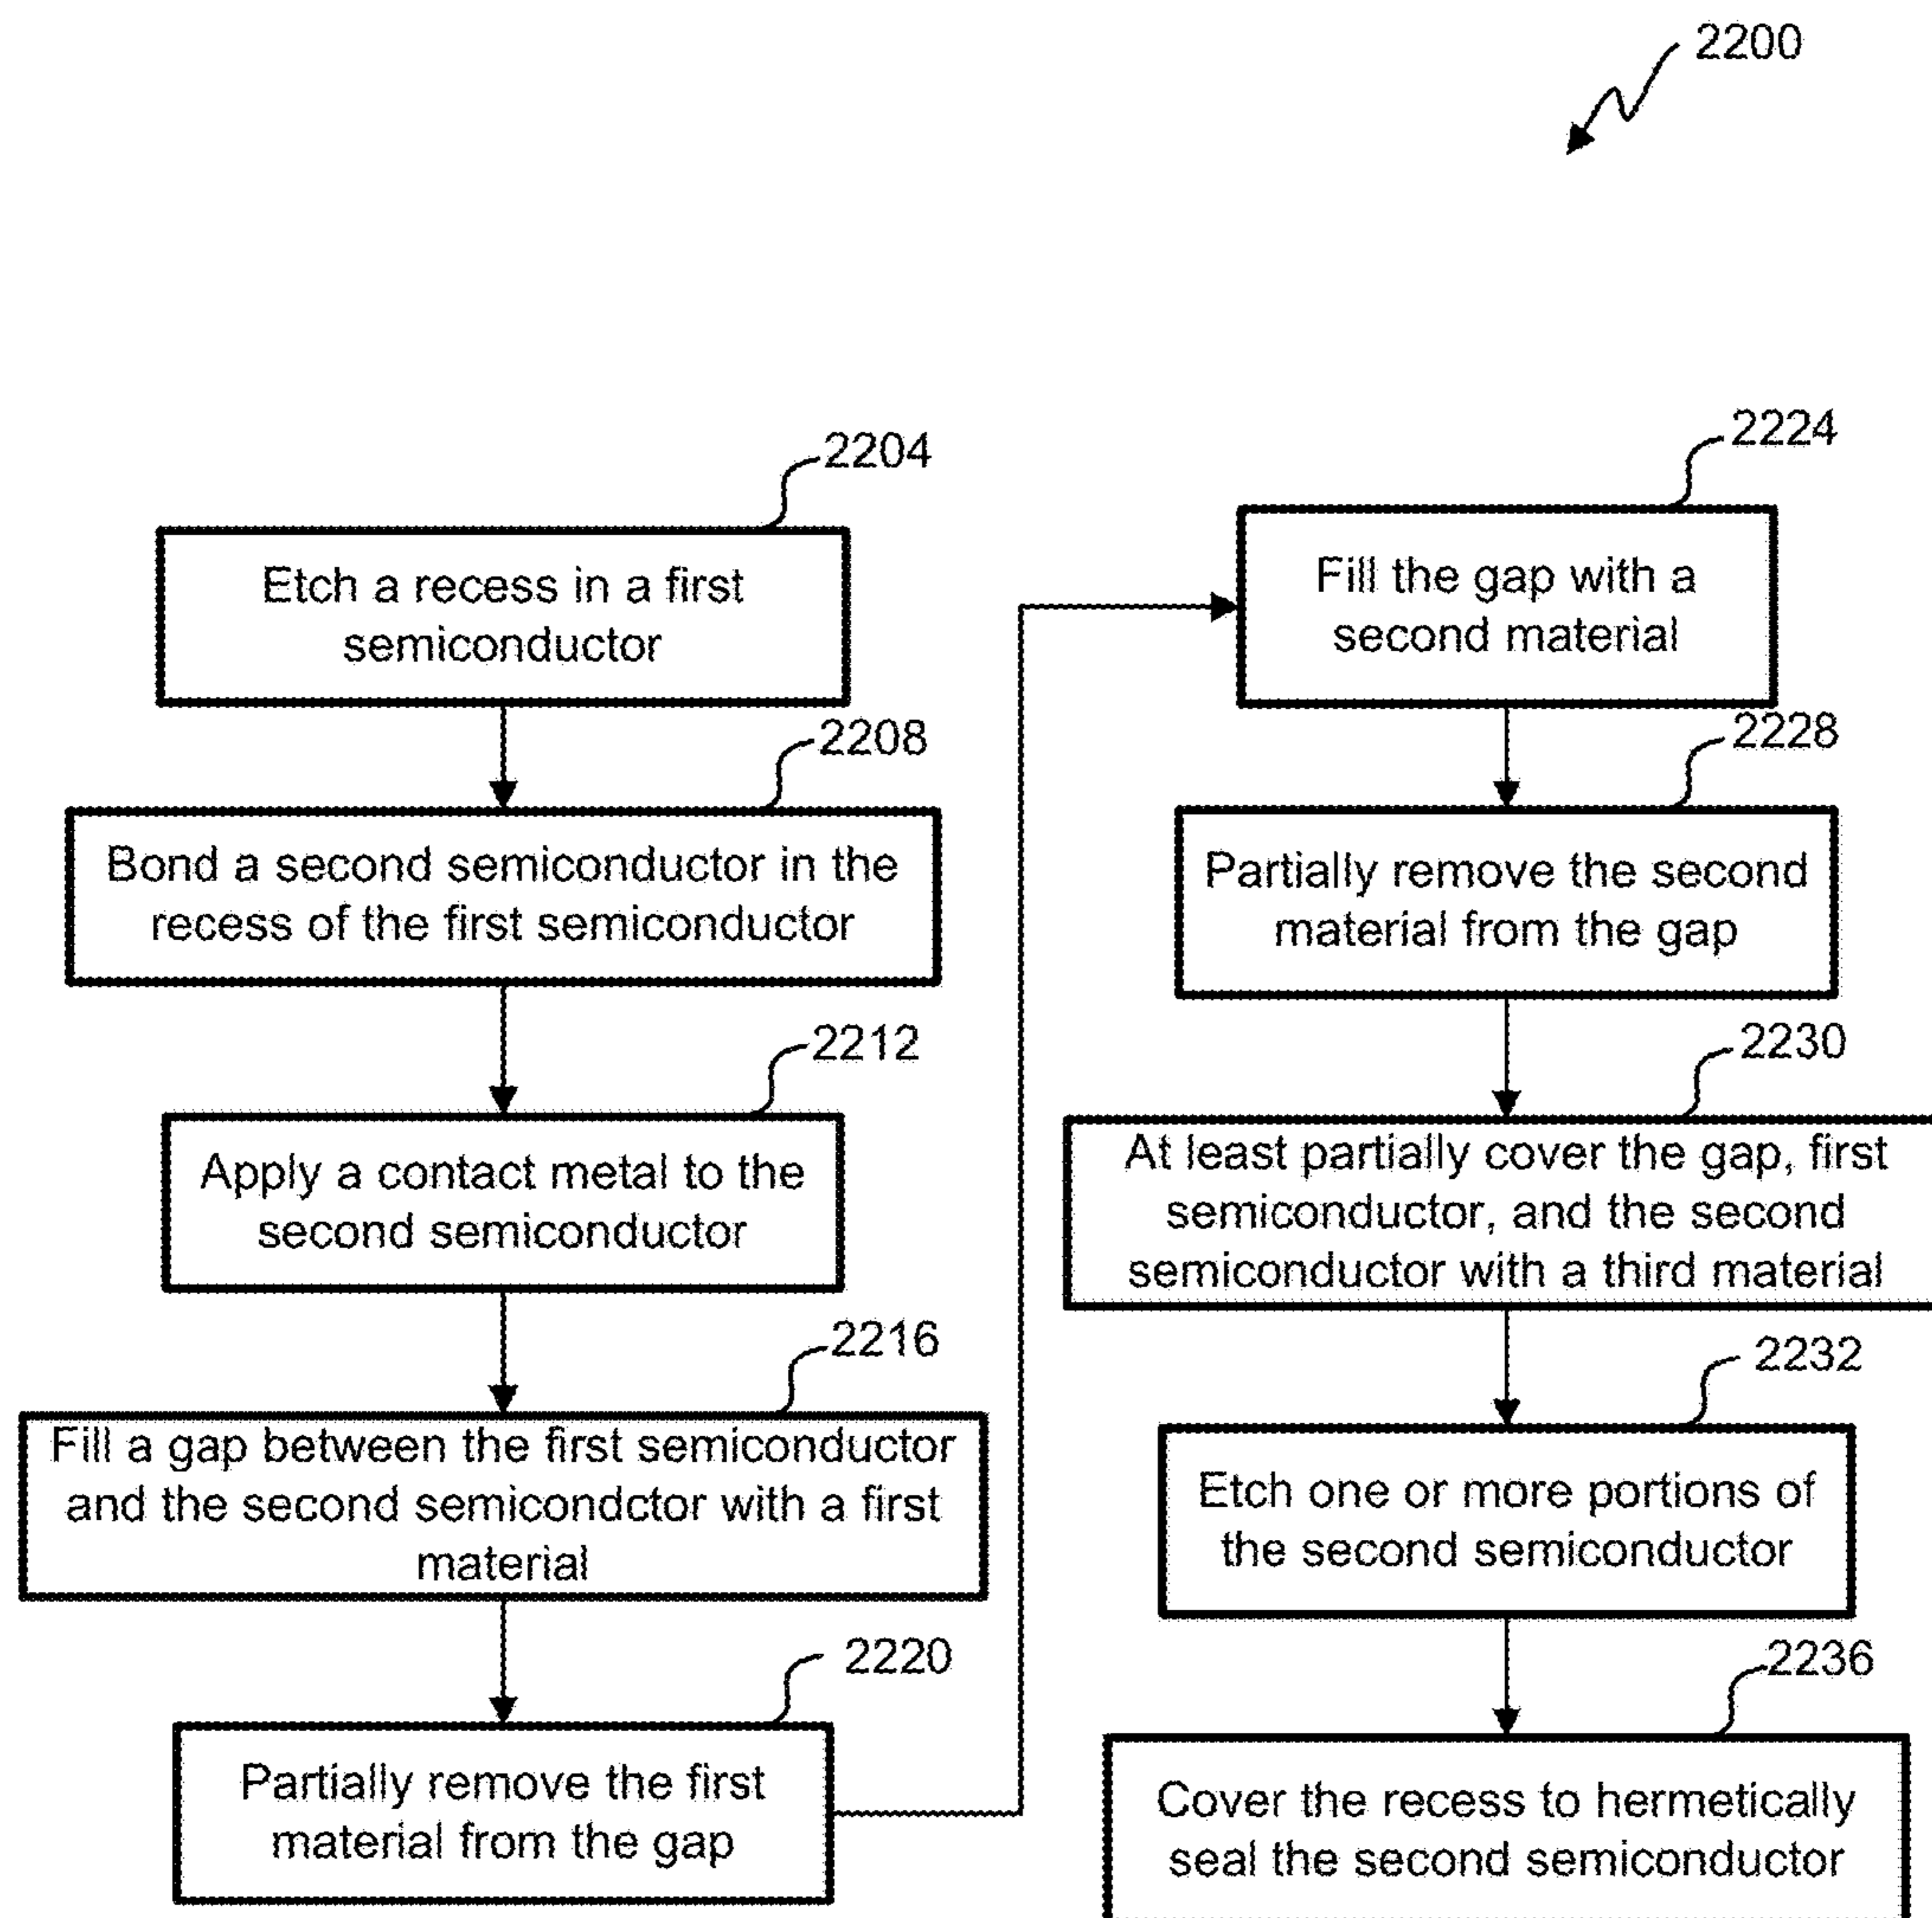 2200
2204
Etch a recess in a first
semiconductor
2208
Bond a second semiconductor in the
recess of the first semiconductor
2212
Apply a contact metal to the
second semiconductor
2216
Fill a gap between the first semiconductor
and the second semicondctor with a first
material
2220
Partially remove the first
material from the gap
2224
Fill the gap with a
second material
2228
Partially remove the second
material from the gap
2230
At least partially cover the gap, first
semiconductor, and the second
semiconductor with a third material
2232
Etch one or more portions of
the second semiconductor
2236
Cover the recess to hermetically
seal the second semiconductor